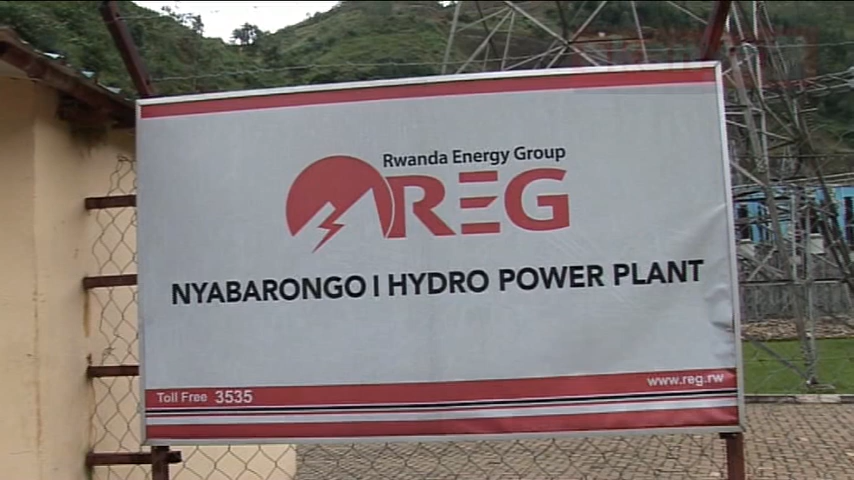 Rwanda Energy Group
REG
NYABARONGO I HYDRO POWER PLANT
www.reg.rw
Toll Free 3535